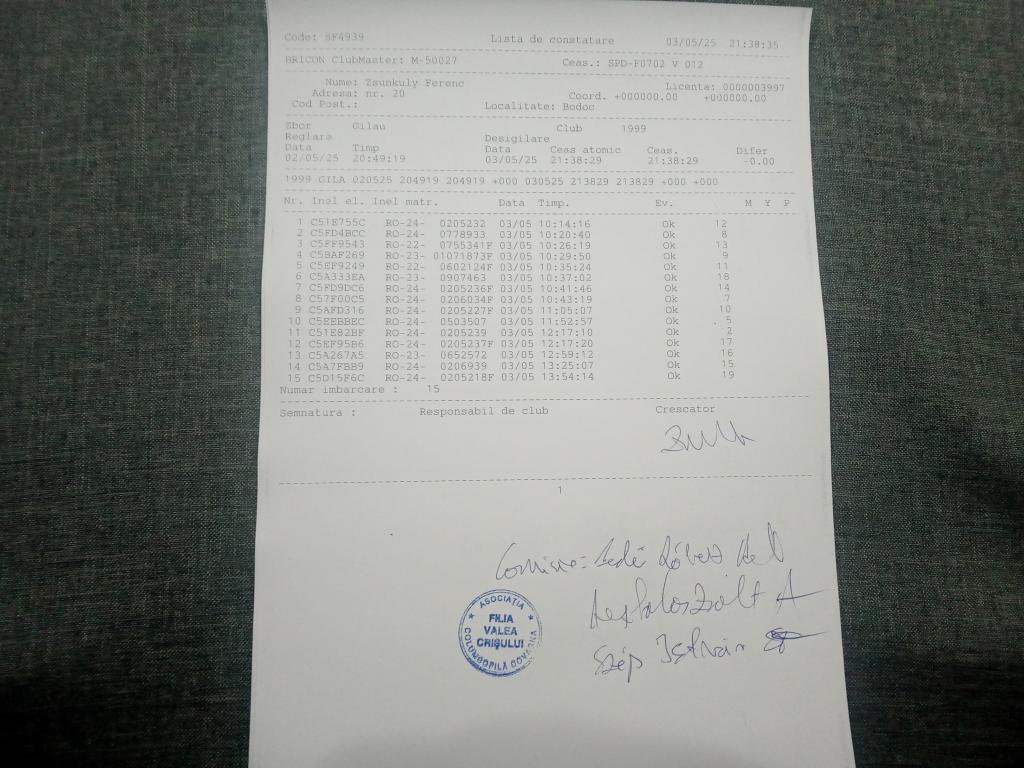 Code: BF4939 Lista de constatare 03/05/25 21:38:35
BRICON ClubMaster: M-50027 Ceas.: SPD-F0702 V 012
Nume: Zsunkuly Ferenc Licenta: 0000003997
Adresa: nr. 20 Coord. +000000.00 +000000.00
Cod Post.: Localitate: Bodoc
Zbor Gilau Club 1999
Reglare Desigilare
Data Timp Data Ceas atomic Ceas. Difer
02/05/25 20:49:19 03/05/25 21:38:29 21:38:29 -0.00
1999 GILA 020525 204919 204919 +000 030525 213829 213829 +000 +000
Nr. Inel el. Inel matr. Data Timp. Ev. M Y P
1 C51E755C RO-24- 0205232 03/05 10:14:16 Ok 12
2 C5FD4BCC RO-24- 0778933 03/05 10:20:40 Ok 8
3 C5FF9543 RO-22- 0755341F 03/05 10:26:19 Ok 13
4 C5BAF269 RO-23- 01071873F 03/05 10:29:50 Ok 9
5 C5EF9249 RO-22- 0602124F 03/05 10:35:24 Ok 11
6 C5A333EA RO-23- 0907463 03/05 10:37:02 Ok 18
7 C5FD9DC6 RO-24- 0205236F 03/05 10:41:46 Ok 14
8 C57F00C5 RO-24- 0206034F 03/05 10:43:19 Ok 7
9 C5AFD316 RO-24- 0205227F 03/05 11:05:07 Ok 10
10 C5EEBBEC RO-24- 0503507 03/05 11:52:57 Ok 5
11 C51E82BF RO-24- 0205239 03/05 12:17:10 Ok 2
12 C5EF95B6 RO-24- 0205237F 03/05 12:17:20 Ok 17
13 C5A267A5 RO-23- 0652572 03/05 12:59:12 Ok 16
14 C5A7FBB9 RO-24- 0206939 03/05 13:25:07 Ok 15
15 C5D15F6C RO-24- 0205218F 03/05 13:54:14 Ok 19
Numar imbarcare : 15
Semnatura : Responsabil de club Crescator
1
ASOCIAȚIA
FILIA
VALEA
CRIȘULUI
COLUMBOFILĂ COVASNA
Szép István